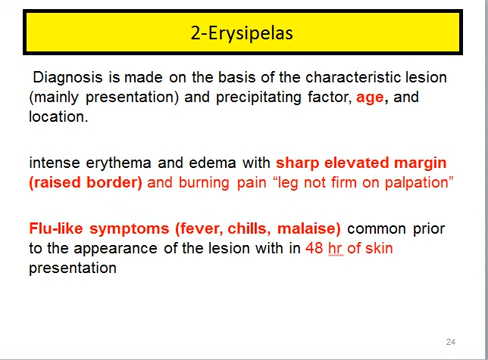 2-Erysipelas
Diagnosis is made on the basis of the characteristic lesion
(mainly presentation) and precipitating factor, age, and
location.
intense erythema and edema with sharp elevated margin
(raised border) and burning pain “leg not firm on palpation”
Flu-like symptoms (fever, chills, malaise) common prior
to the appearance of the lesion with in 48 hr of skin
presentation
24